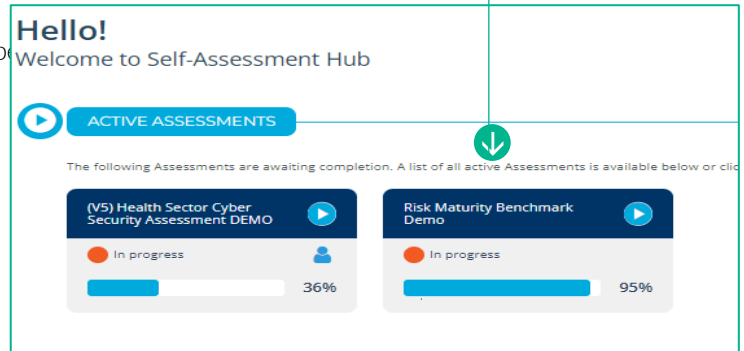 Hello!
Welcome to Self-Assessment Hub
ACTIVE ASSESSMENTS
The following Assessments are awaiting completion. A list of all active Assessments is available below or
(V5) Health Sector Cyber
Security Assessment DEMO
In progress
36%
Risk Maturity Benchmark
Demo
In progress
95%